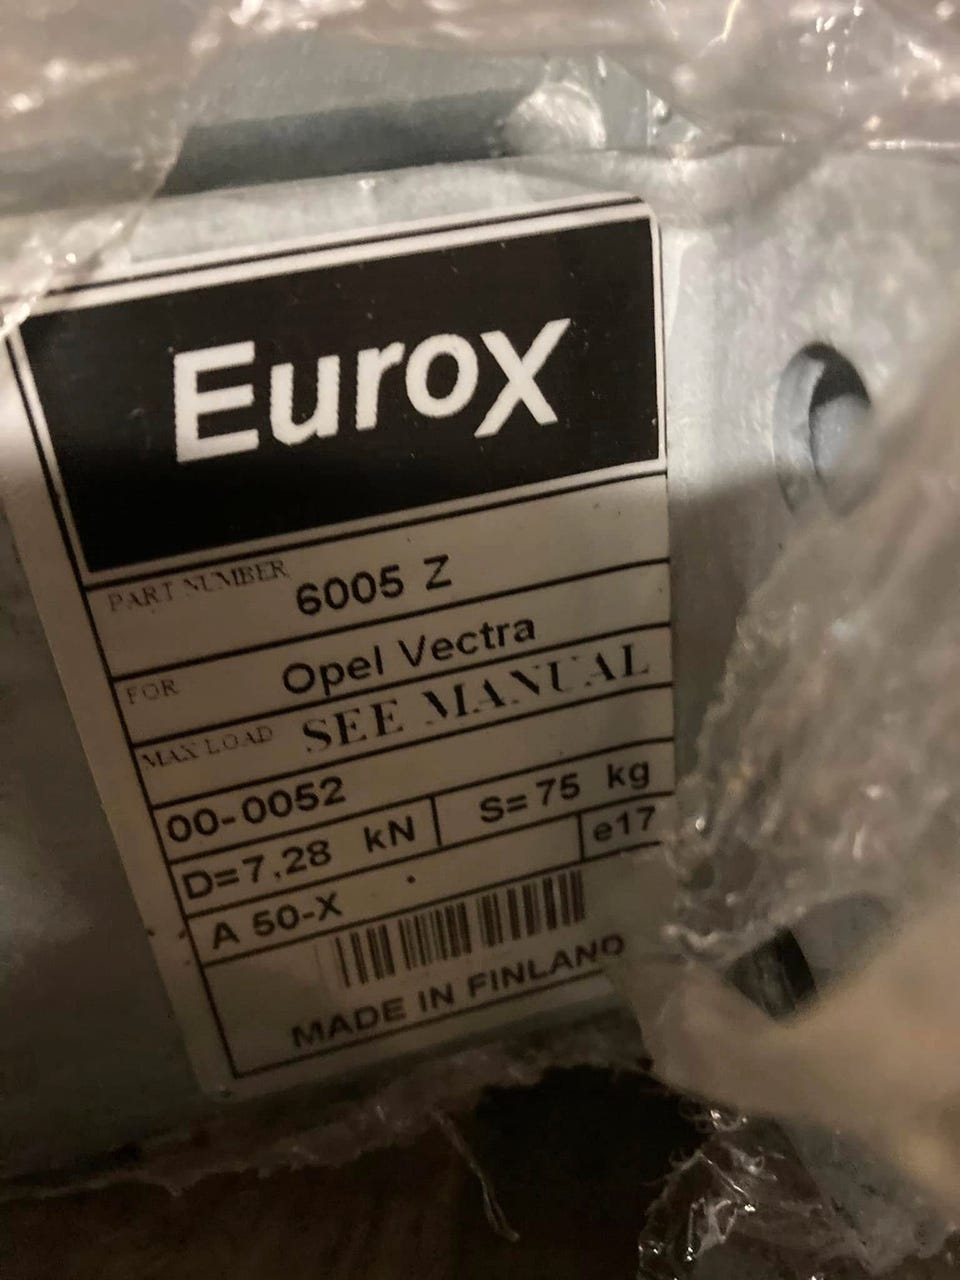 Eurox
PART NUMBER 6005 Z
FOR Opel Vectra
MAX LOAD SEE MANUAL
00-0052
D=7,28 kN S=75 kg
A 50-X e17
MADE IN FINLAND